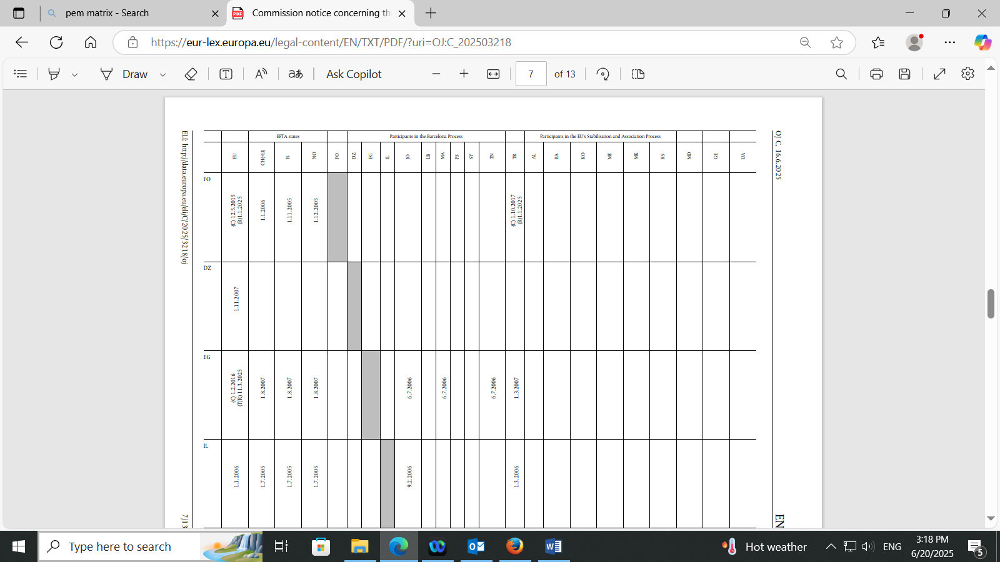 pem matrix - Search
Commission notice concerning th
https://eur-lex.europa.eu/legal-content/EN/TXT/PDF/?uri=OJ:C_202503218
Draw
aあ
Ask Copilot
7
of 13
ELI: http://data.europa.eu/eli/C/2025/3218/oj
7/13
OJ C, 16.6.2025
EN
EFTA states
Participants in the Barcelona Process
Participants in the EU's Stabilisation and Association Process
EU
CH(+LI)
IS
NO
FO
DZ
EG
IL
JO
LB
MA
PS
SY
TN
TR
AL
BA
KO
ME
MK
RS
MD
GE
UA
FO
(C) 12.5.2015
(R)1.1.2025
1.1.2006
1.11.2005
1.12.2005
(C) 1.10.2017
(R)1.1.2025
DZ
1.11.2007
EG
(C) 1.2.2016
(T/R) 11.3.2025
1.8.2007
1.8.2007
1.8.2007
6.7.2006
6.7.2006
6.7.2006
1.3.2007
IL
1.1.2006
1.7.2005
1.7.2005
1.7.2005
9.2.2006
1.3.2006
Type here to search
Hot weather
ENG
3:18 PM
6/20/2025
5